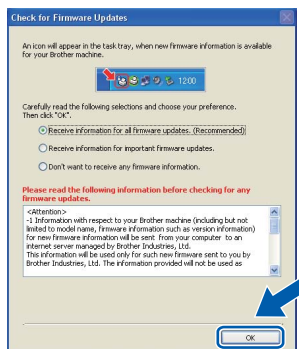 Check for Firmware Updates
An icon will appear in the task tray, when new firmware information is available
for your Brother machine.
1200
Carefully read the following selections and choose your preference.
Then click "OK".
Receive information for all firmware updates. (Recommended)
Receive information for important firmware updates.
Don't want to receive any firmware information.
Please read the following information before checking for any
firmware updates.
<Attention>
-1 Information with respect to your Brother machine (including but not
limited to model name, firmware information such as version information)
for new firmware information will be sent from your computer to an
internet server managed by Brother Industries, Ltd.
This information will be used only for such new firmware sent to you by
Brother Industries, Ltd. The information provided will not be used as
OK